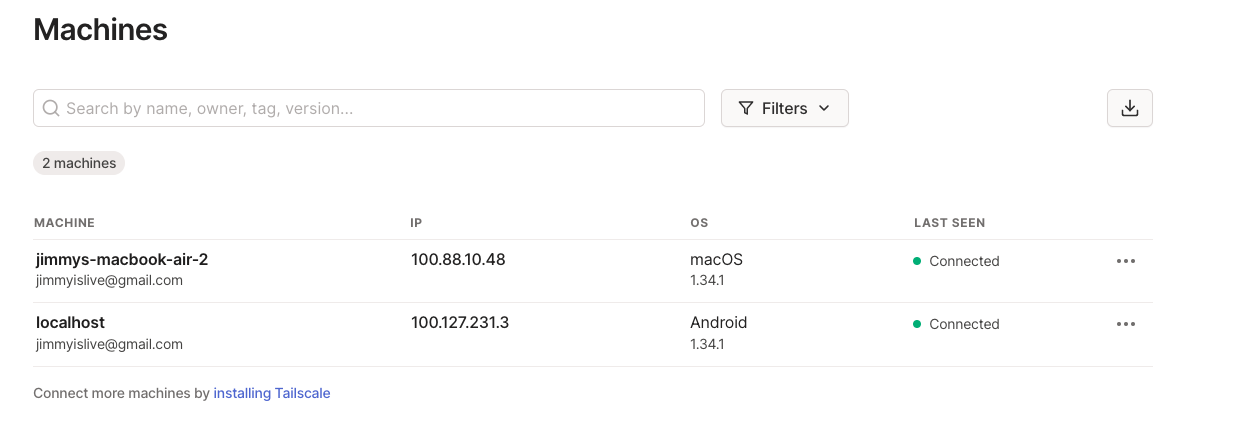 Machines
Search by name, owner, tag, version...
Filters
2 machines
MACHINE IP OS LAST SEEN
jimmys-macbook-air-2 100.88.10.48 macOS Connected
jimmyislive@gmail.com 1.34.1
localhost 100.127.231.3 Android Connected
jimmyislive@gmail.com 1.34.1
Connect more machines by installing Tailscale